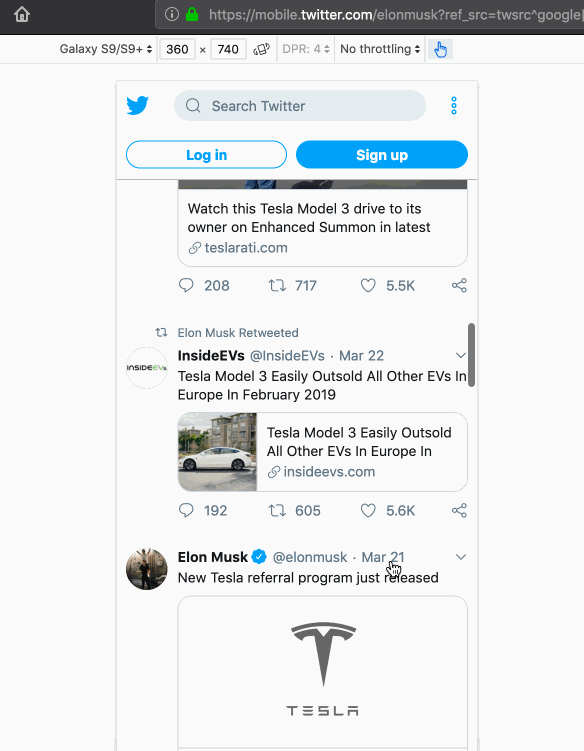 https://mobile.twitter.com/elonmusk?ref_src=twsrc^google
Galaxy S9/S9+ 360 × 740 DPR: 4 No throttling
Search Twitter
Log in Sign up
Watch this Tesla Model 3 drive to its
owner on Enhanced Summon in latest
teslarati.com
208 717 5.5K
Elon Musk Retweeted
InsideEVs @InsideEVs · Mar 22
INSIDEEVs
Tesla Model 3 Easily Outsold All Other EVs In
Europe In February 2019
Tesla Model 3 Easily Outsold
All Other EVs In Europe In
insideevs.com
192 605 5.6K
Elon Musk @elonmusk · Mar 21
New Tesla referral program just released
TESLA